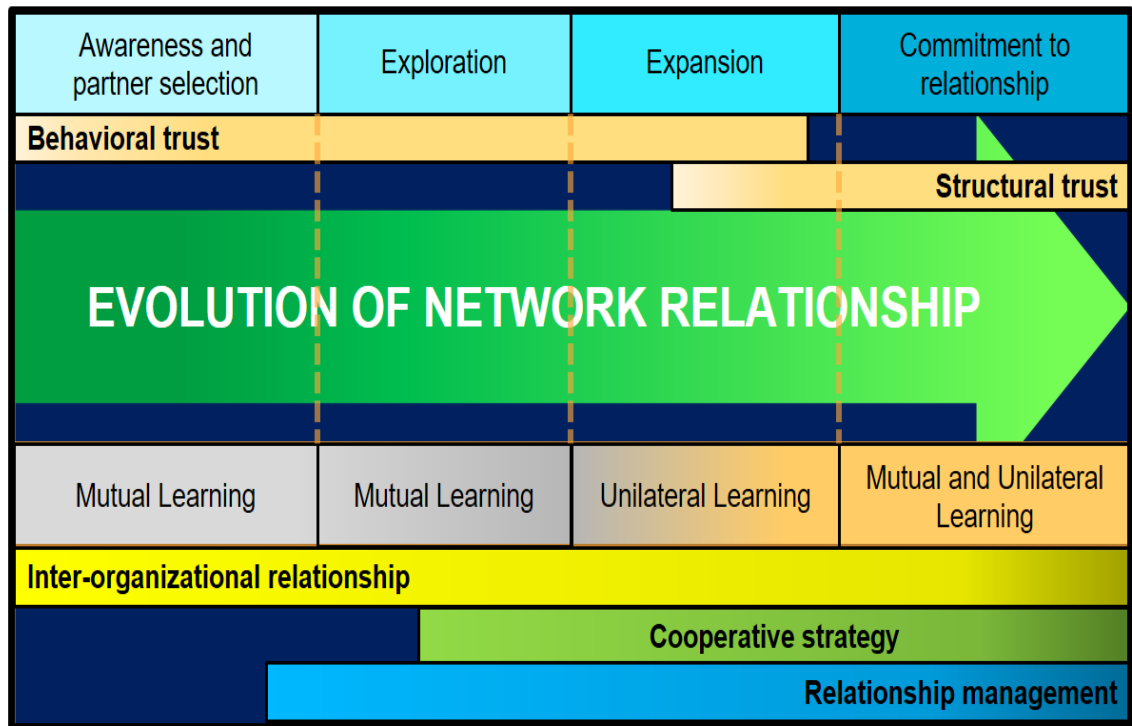 Awareness and
partner selection
Exploration
Expansion
Commitment to
relationship
Behavioral trust
Structural trust
EVOLUTION OF NETWORK RELATIONSHIP
Mutual Learning
Mutual Learning
Unilateral Learning
Mutual and Unilateral
Learning
Inter-organizational relationship
Cooperative strategy
Relationship management